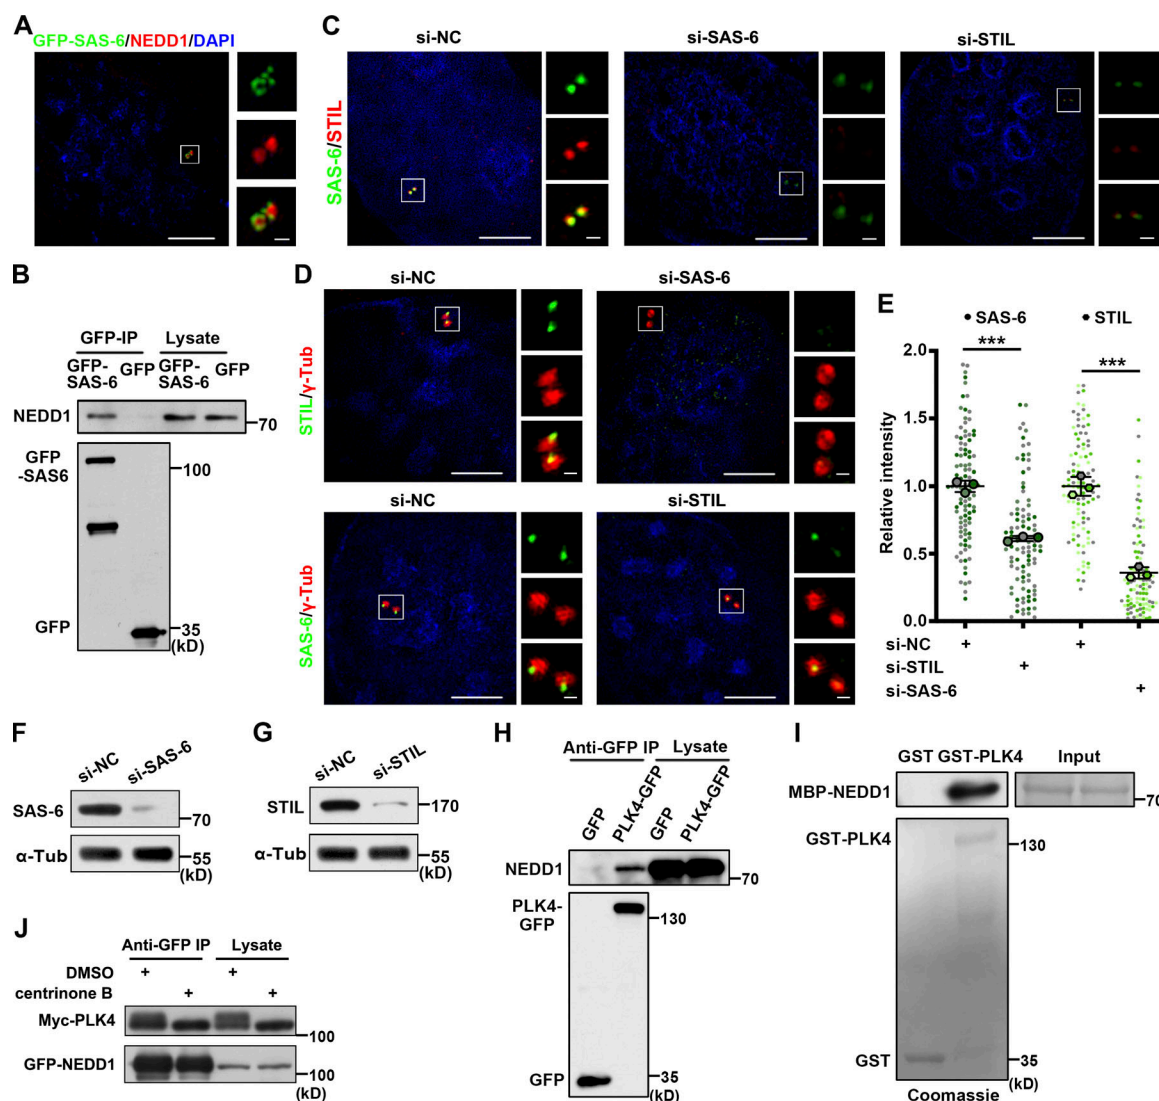 A
GFP-SAS-6/NEDD1/DAPI
B
GFP-IP Lysate
GFP-SAS-6 GFP GFP-SAS-6 GFP
NEDD1
70
GFP
-SAS6
100
GFP
35
(kD)
C
si-NC si-SAS-6 si-STIL
SAS-6/STIL
D
si-NC si-SAS-6
STIL/γ-Tub
si-NC si-STIL
SAS-6/γ-Tub
E
SAS-6 STIL
*** ***
Relative intensity
2.0
1.5
1.0
0.5
0.0
si-NC + +
si-STIL +
si-SAS-6 +
F
si-NC si-SAS-6
SAS-6
70
α-Tub
55
(kD)
G
si-NC si-STIL
STIL
170
α-Tub
55
(kD)
H
Anti-GFP IP Lysate
GFP PLK4-GFP GFP PLK4-GFP
NEDD1
70
PLK4-
GFP
130
GFP
35
(kD)
I
GST GST-PLK4 Input
MBP-NEDD1
70
GST-PLK4
130
GST
35
(kD)
Coomassie
J
Anti-GFP IP Lysate
DMSO + +
centrinone B + +
Myc-PLK4
100
GFP-NEDD1
100
(kD)